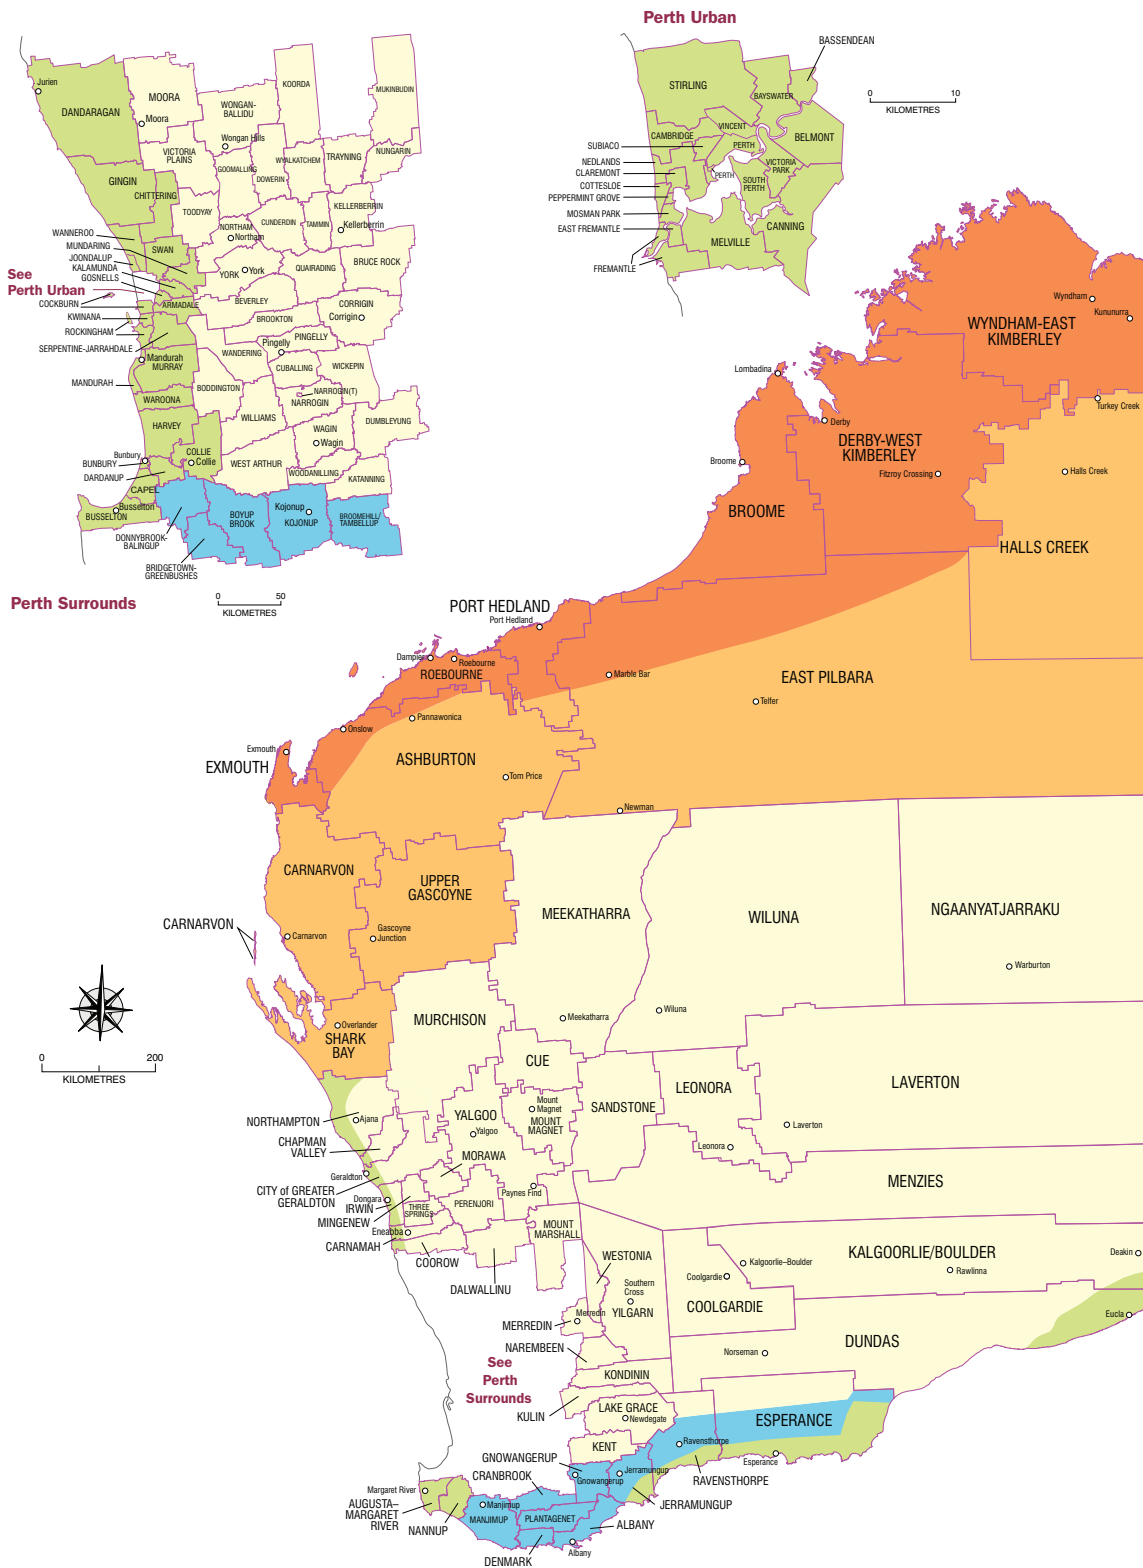 Perth Urban
BASSENDEAN
STIRLING
BAYSWATER
0 10
KILOMETRES
VINCENT
CAMBRIDGE
BELMONT
SUBIACO
PERTH
NEDLANDS
VICTORIA
PARK
CLAREMONT
PERTH
COTTESLOE
SOUTH
PERTH
PEPPERMINT GROVE
MOSMAN PARK
EAST FREMANTLE
CANNING
MELVILLE
FREMANTLE
Jurien
DANDARAGAN
MOORA
Moora
KOORDA
MUKINBUDIN
WONGAN-
BALLIDU
Wongan Hills
VICTORIA
PLAINS
GOOMALLING
DOWERIN
WYALKATCHEM
TRAYNING
NUNGARIN
GINGIN
CHITTERING
TOODYAY
KELLERBERRIN
Kellerberrin
CUNDERDIN
TAMMIN
NORTHAM
Northam
WANNEROO
MUNDARING
JOONDALUP
KALAMUNDA
GOSNELLS
SWAN
See
Perth Urban
YORK
York
QUAIRADING
BRUCE ROCK
COCKBURN
KWINANA
ROCKINGHAM
ARMADALE
BEVERLEY
BROOKTON
CORRIGIN
Corrigin
SERPENTINE-JARRAHDALE
Mandurah
MURRAY
WANDERING
Pingelly
PINGELLY
CUBALLING
WICKEPIN
MANDURAH
BODDINGTON
WAROONA
NARROGIN(T)
NARROGIN
HARVEY
WILLIAMS
WAGIN
Wagin
DUMBLEYUNG
Bunbury
BUNBURY
DARDANUP
COLLIE
Collie
WEST ARTHUR
WOODANILLING
KATANNING
CAPEL
Busselton
BUSSELTON
BOYUP
BROOK
Kojonup
KOJONUP
BROOMEHILL/
TAMBELLUP
DONNYBROOK-
BALINGUP
BRIDGETOWN-
GREENBUSHES
Perth Surrounds
0 50
KILOMETRES
Wyndham
Kununurra
WYNDHAM-EAST
KIMBERLEY
Lombadina
Turkey Creek
Derby
DERBY-WEST
KIMBERLEY
Broome
Fitzroy Crossing
Halls Creek
BROOME
HALLS CREEK
PORT HEDLAND
Port Hedland
Dampier
Roebourne
ROEBOURNE
Marble Bar
EAST PILBARA
Telfer
Pannawonica
Onslow
Exmouth
EXMOUTH
ASHBURTON
Tom Price
Newman
CARNARVON
UPPER
GASCOYNE
MEEKATHARRA
WILUNA
NGAANYATJARRAKU
CARNARVON
Carnarvon
Gascoyne
Junction
Warburton
Wiluna
Meekatharra
MURCHISON
Overlander
SHARK
BAY
0 200
KILOMETRES
CUE
LEONORA
LAVERTON
Mount
Magnet
MOUNT
MAGNET
SANDSTONE
NORTHAMPTON
Ajana
YALGOO
Yalgoo
Laverton
Leonora
CHAPMAN
VALLEY
MORAWA
Geraldton
MENZIES
CITY of GREATER
GERALDTON
Dongara
IRWIN
MINGENEW
THREE
SPRINGS
PERENJORI
Paynes Find
Eneabba
CARNAMAH
COOROW
MOUNT
MARSHALL
WESTONIA
KALGOORLIE/BOULDER
Deakin
Kalgoorlie–Boulder
Rawlinna
Coolgardie
DALWALLINU
Southern
Cross
YILGARN
COOLGARDIE
Eucla
Merredin
MERREDIN
DUNDAS
NAREMBEEN
Norseman
See
Perth
Surrounds
KONDININ
KULIN
LAKE GRACE
Newdegate
ESPERANCE
KENT
Ravensthorpe
Esperance
GNOWANGERUP
CRANBROOK
Gnowangerup
Jerramungup
RAVENSTHORPE
Margaret River
AUGUSTA–
MARGARET
RIVER
JERRAMUNGUP
Manjimup
MANJIMUP
PLANTAGENET
ALBANY
NANNUP
DENMARK
Albany